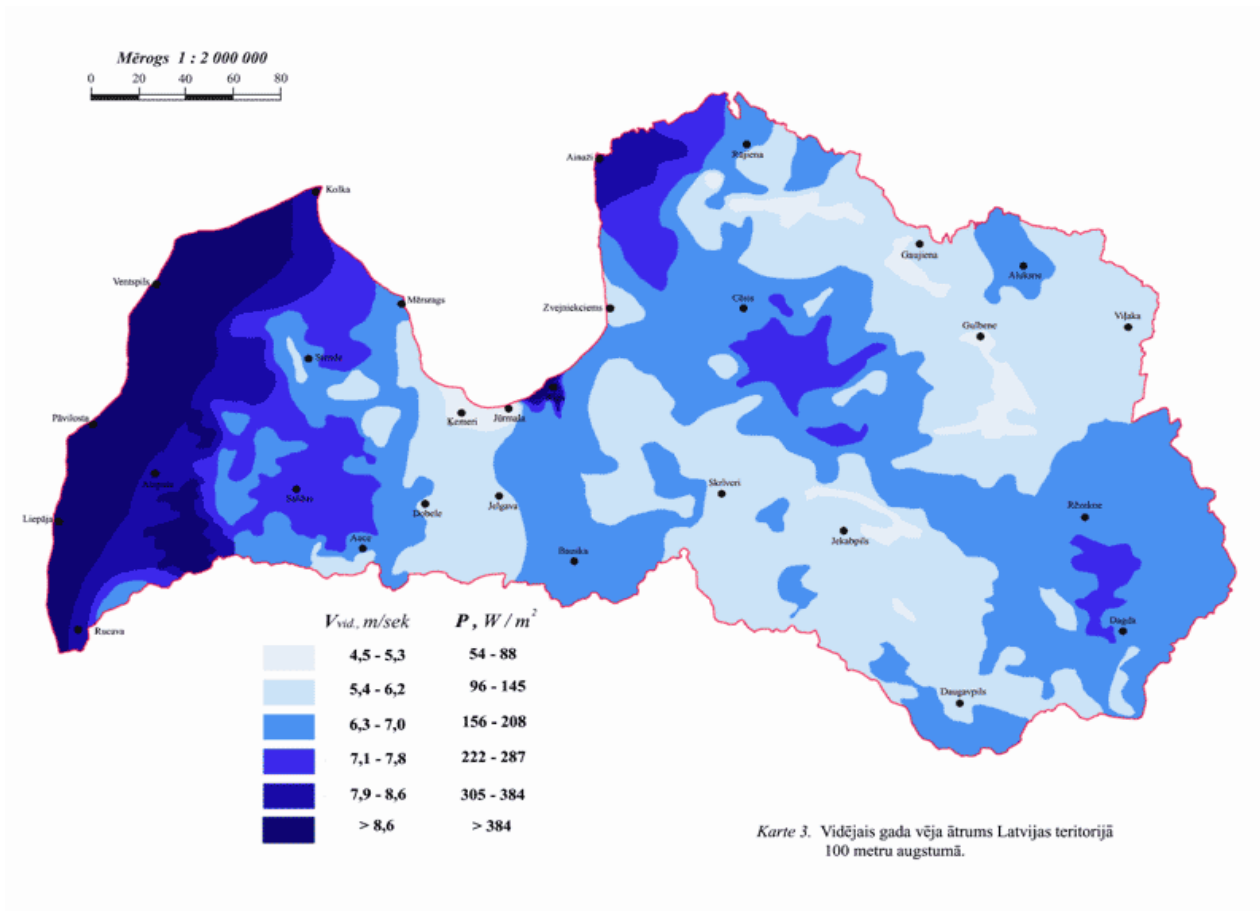 Mērogs 1 : 2 000 000
0 20 40 60 80
Ainaži
Rūjiena
Kolka
Gaujiena
Alūksne
Ventspils
Mērsrags
Zvejniekciems
Cēsis
Gulbene
Viļaka
Stende
Pāvilosta
Ķemeri
Jūrmala
Aizpute
Saldus
Skrīveri
Dobele
Jelgava
Liepāja
Rēzekne
Jekabpils
Auce
Bauska
Rucava
Dagda
Daugavpils
Vvid., m/sek P , W / m²
4,5 - 5,3 54 - 88
5,4 - 6,2 96 - 145
6,3 - 7,0 156 - 208
7,1 - 7,8 222 - 287
7,9 - 8,6 305 - 384
> 8,6 > 384
Karte 3. Vidējais gada vēja ātrums Latvijas teritorijā
100 metru augstumā.